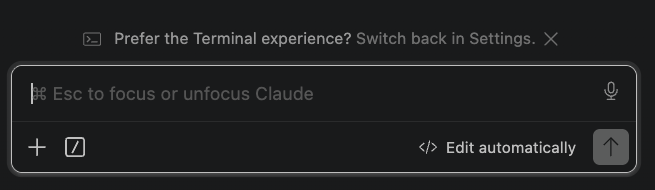 Prefer the Terminal experience? Switch back in Settings.
⌘ Esc to focus or unfocus Claude
Edit automatically